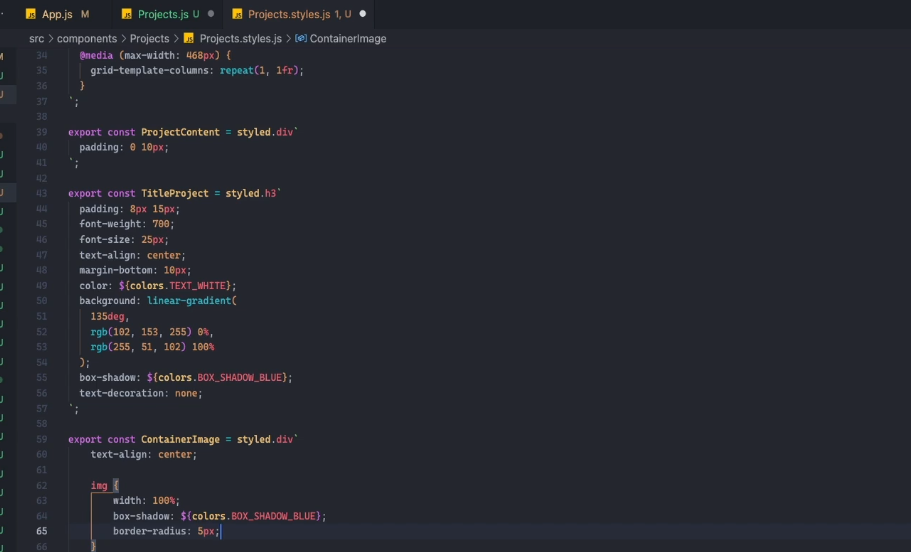 App.js M
Projects.js U
Projects.styles.js 1, U
src > components > Projects > Projects.styles.js > ContainerImage
34 @media (max-width: 468px) {
35 grid-template-columns: repeat(1, 1fr);
36 }
37 `;
38
39 export const ProjectContent = styled.div`
40 padding: 0 10px;
41 `;
42
43 export const TitleProject = styled.h3`
44 padding: 8px 15px;
45 font-weight: 700;
46 font-size: 25px;
47 text-align: center;
48 margin-bottom: 10px;
49 color: ${colors.TEXT_WHITE};
50 background: linear-gradient(
51 135deg,
52 rgb(102, 153, 255) 0%,
53 rgb(255, 51, 102) 100%
54 );
55 box-shadow: ${colors.BOX_SHADOW_BLUE};
56 text-decoration: none;
57 `;
58
59 export const ContainerImage = styled.div`
60 text-align: center;
61
62 img {
63 width: 100%;
64 box-shadow: ${colors.BOX_SHADOW_BLUE};
65 border-radius: 5px;
66 }